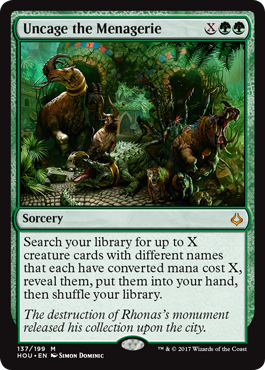 Uncage the Menagerie XGG
Sorcery
Search your library for up to X
creature cards with different names
that each have converted mana cost X,
reveal them, put them into your hand,
then shuffle your library.
The destruction of Rhonas's monument
released his collection upon the city.
137/199 M
HOU • EN SIMON DOMINIC
™ & © 2017 Wizards of the Coast